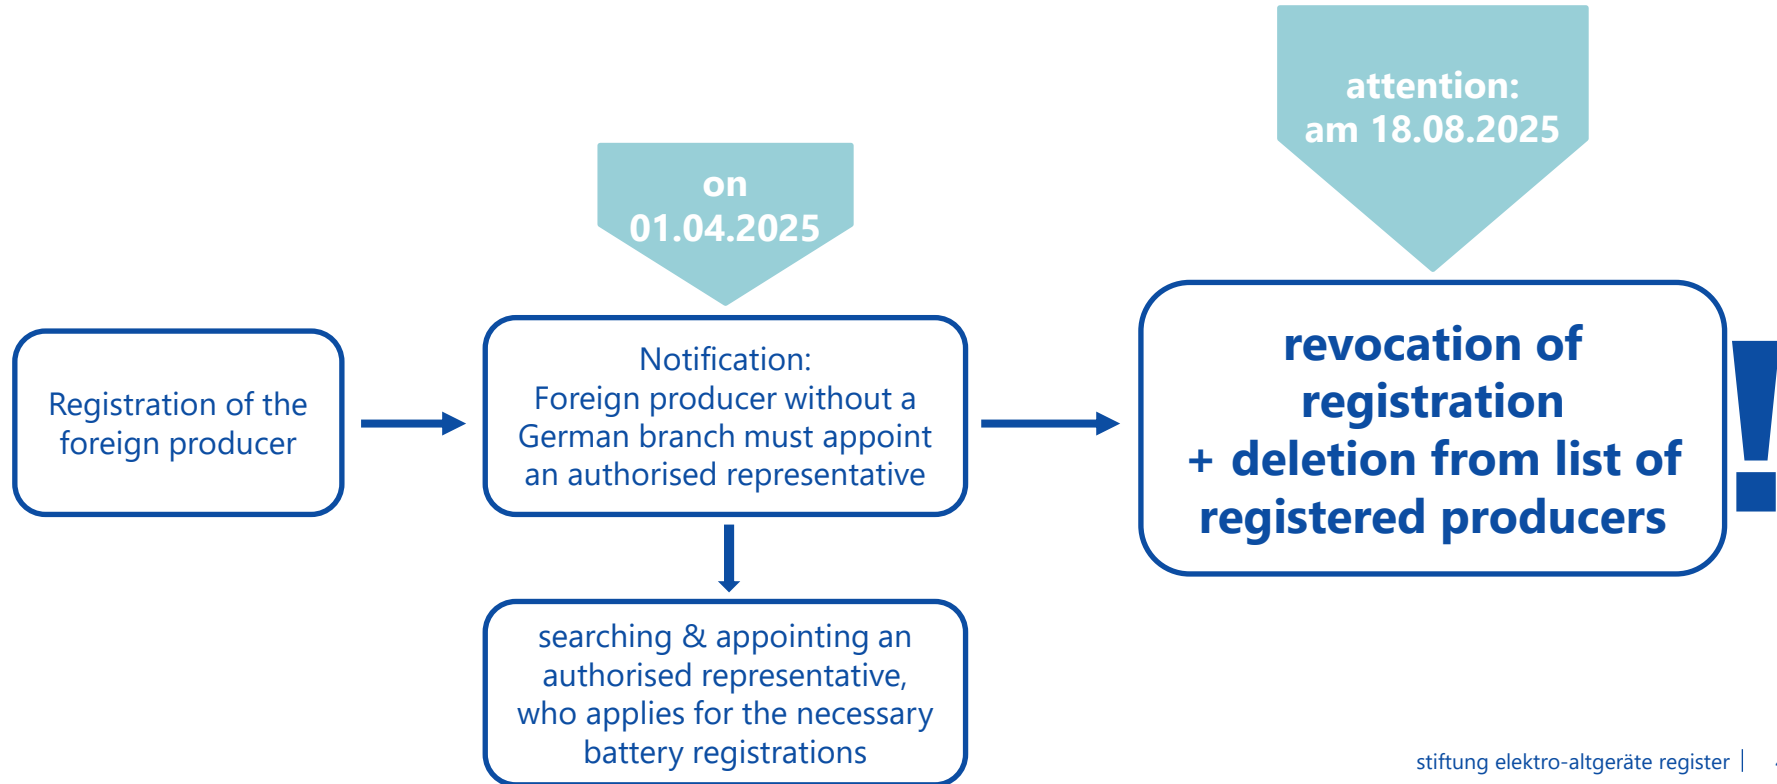 attention:
am 18.08.2025
on
01.04.2025
Registration of the
foreign producer
Notification:
Foreign producer without a
German branch must appoint
an authorised representative
revocation of
registration
+ deletion from list of
registered producers
!
searching & appointing an
authorised representative,
who applies for the necessary
battery registrations
stiftung elektro-altgeräte register |